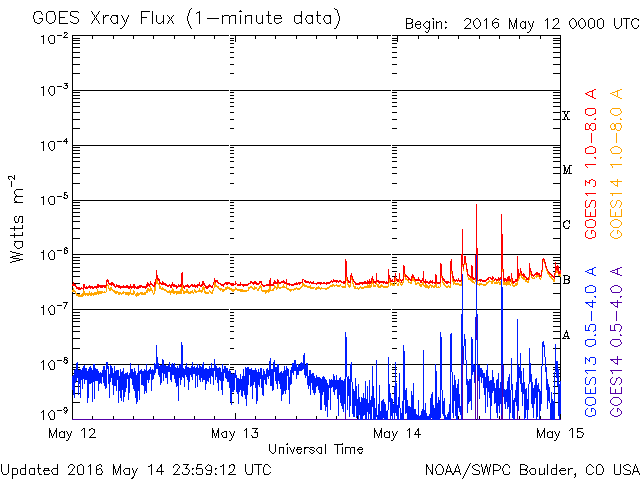 GOES Xray Flux (1-minute data)
Begin: 2016 May 12 0000 UTC
10⁻²
10⁻³
10⁻⁴
10⁻⁵
10⁻⁶
10⁻⁷
10⁻⁸
10⁻⁹
Watts m⁻²
X
M
C
B
A
GOES13 1.0-8.0 A
GOES14 1.0-8.0 A
GOES13 0.5-4.0 A
GOES14 0.5-4.0 A
May 12
May 13
May 14
May 15
Universal Time
Updated 2016 May 14 23:59:12 UTC
NOAA/SWPC Boulder, CO USA